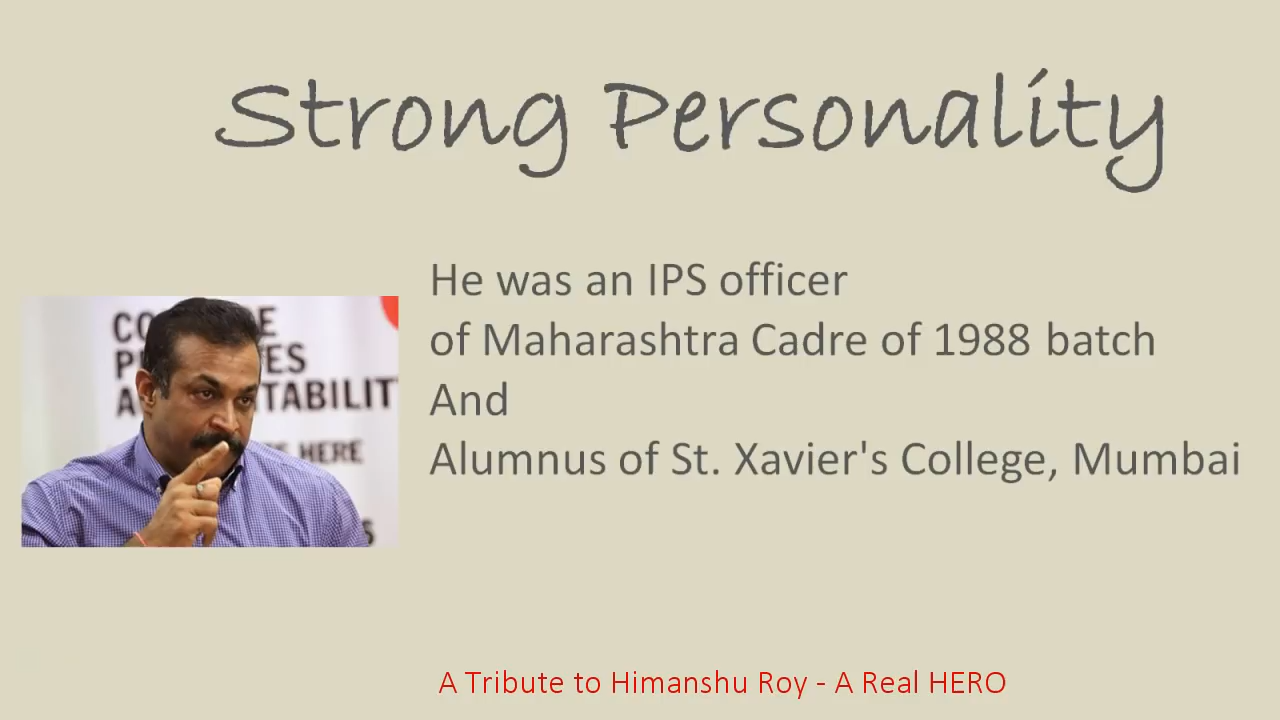 Strong Personality
He was an IPS officer
of Maharashtra Cadre of 1988 batch
And
Alumnus of St. Xavier's College, Mumbai
HERE
A Tribute to Himanshu Roy - A Real HERO